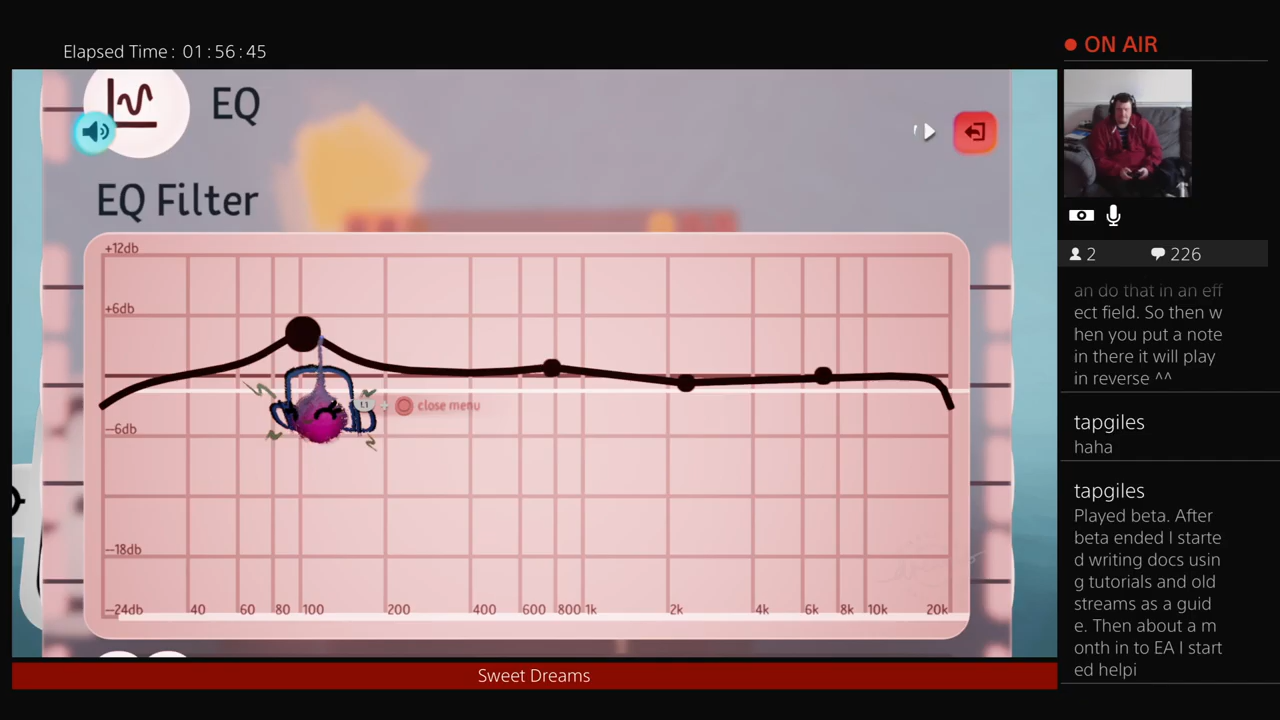 Elapsed Time: 01:56:45
ON AIR
EQ
EQ Filter
+12db
+6db
L1 + close menu
−6db
−18db
−24db 40 60 80 100 200 400 600 800 1k 2k 4k 6k 8k 10k 20k
Sweet Dreams
2 226
an do that in an eff
ect field. So then w
hen you put a note
in there it will play
in reverse ^^
tapgiles
haha
tapgiles
Played beta. After
beta ended I starte
d writing docs usin
g tutorials and old
streams as a guid
e. Then about a m
onth in to EA I start
ed helpi